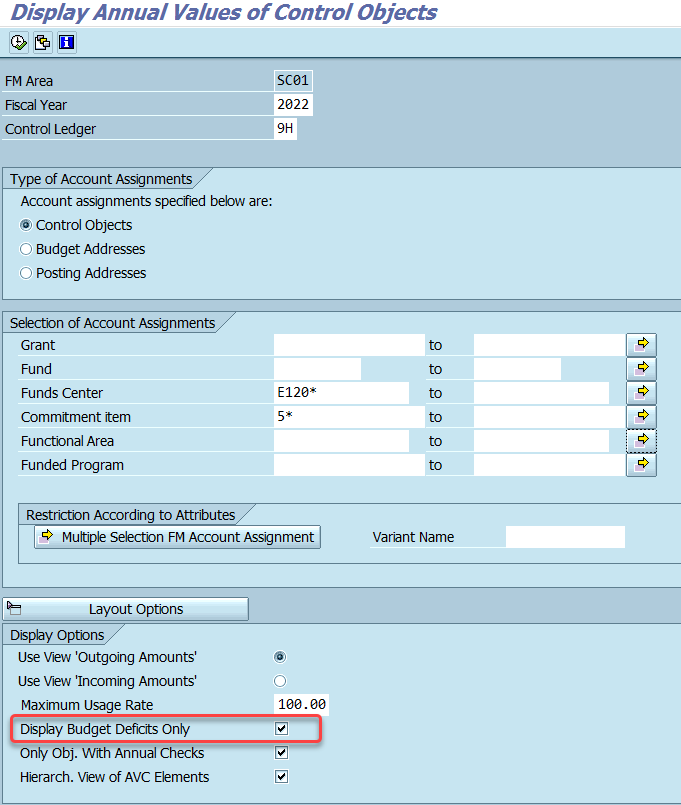 Display Annual Values of Control Objects
FM Area SC01
Fiscal Year 2022
Control Ledger 9H
Type of Account Assignments
Account assignments specified below are:
Control Objects
Budget Addresses
Posting Addresses
Selection of Account Assignments
Grant to
Fund to
Funds Center E120* to
Commitment item 5* to
Functional Area to
Funded Program to
Restriction According to Attributes
Multiple Selection FM Account Assignment Variant Name
Layout Options
Display Options
Use View 'Outgoing Amounts'
Use View 'Incoming Amounts'
Maximum Usage Rate 100.00
Display Budget Deficits Only
Only Obj. With Annual Checks
Hierarch. View of AVC Elements